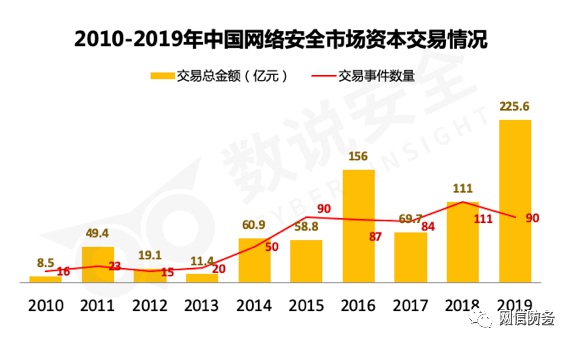 2010-2019年中国网络安全市场资本交易情况
交易总金额（亿元） 交易事件数量
数说安全
CYBER INSIGHT
8.5 49.4 19.1 11.4 60.9 58.8 156 69.7 111 225.6
16 23 15 20 50 90 87 84 111 90
2010 2011 2012 2013 2014 2015 2016 2017 2018 2019
网信防务